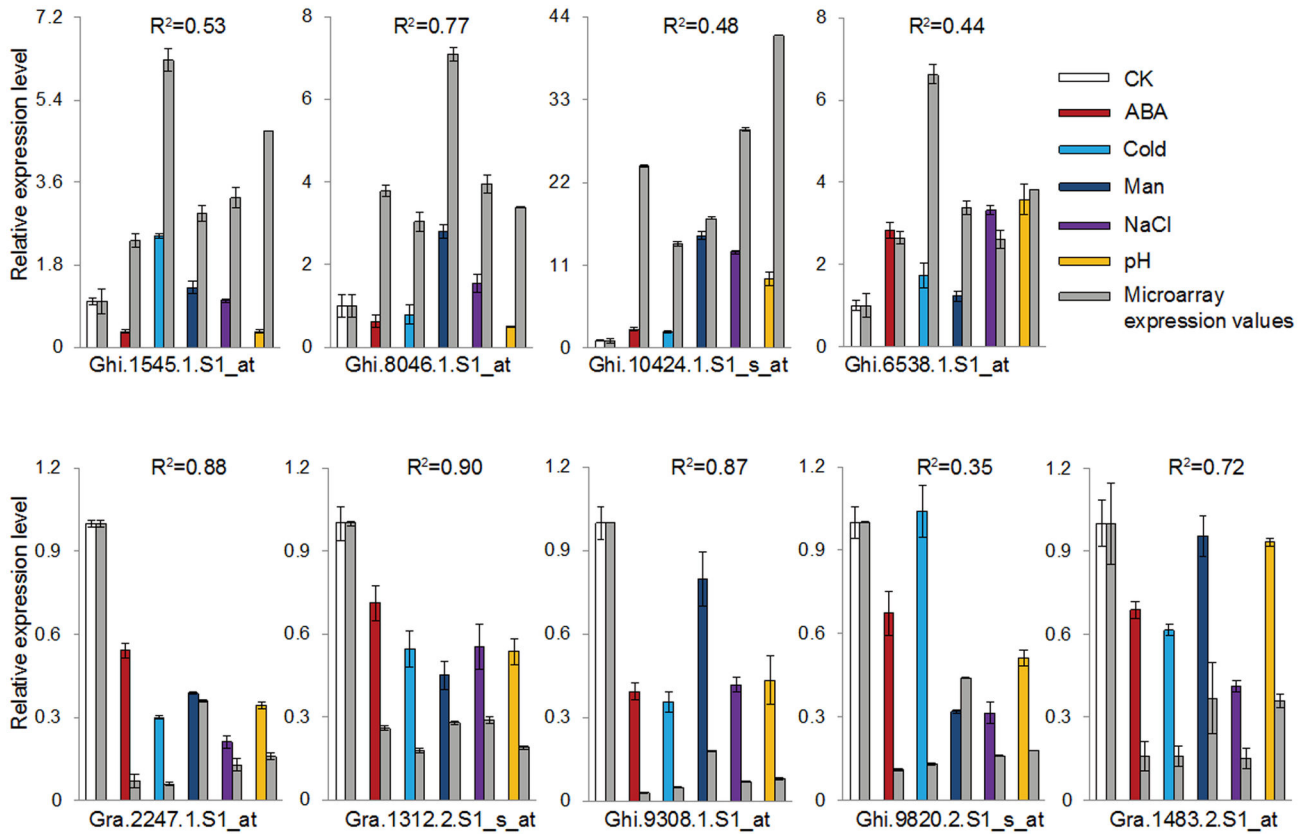 Relative expression level
7.2
5.4
3.6
1.8
0
R²=0.53
Ghi.1545.1.S1_at
8
6
4
2
0
R²=0.77
Ghi.8046.1.S1_at
44
33
22
11
0
R²=0.48
Ghi.10424.1.S1_s_at
8
6
4
2
0
R²=0.44
Ghi.6538.1.S1_at
CK
ABA
Cold
Man
NaCl
pH
Microarray
expression values
Relative expression level
1.2
0.9
0.6
0.3
0
R²=0.88
Gra.2247.1.S1_at
1.2
0.9
0.6
0.3
0
R²=0.90
Gra.1312.2.S1_s_at
1.2
0.9
0.6
0.3
0
R²=0.87
Ghi.9308.1.S1_at
1.2
0.9
0.6
0.3
0
R²=0.35
Ghi.9820.2.S1_s_at
1.2
0.9
0.6
0.3
0
R²=0.72
Gra.1483.2.S1_at